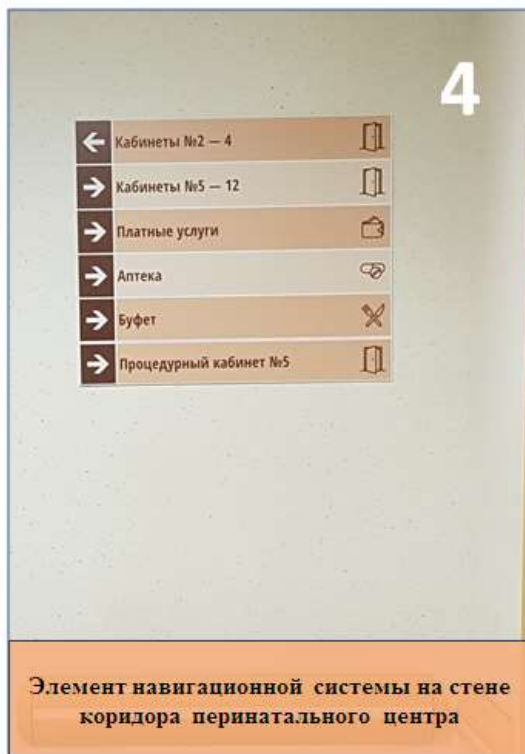 4
Кабинеты №2 — 4
Кабинеты №5 — 12
Платные услуги
Аптека
Буфет
Процедурный кабинет №5
Элемент навигационной системы на стене
коридора перинатального центра